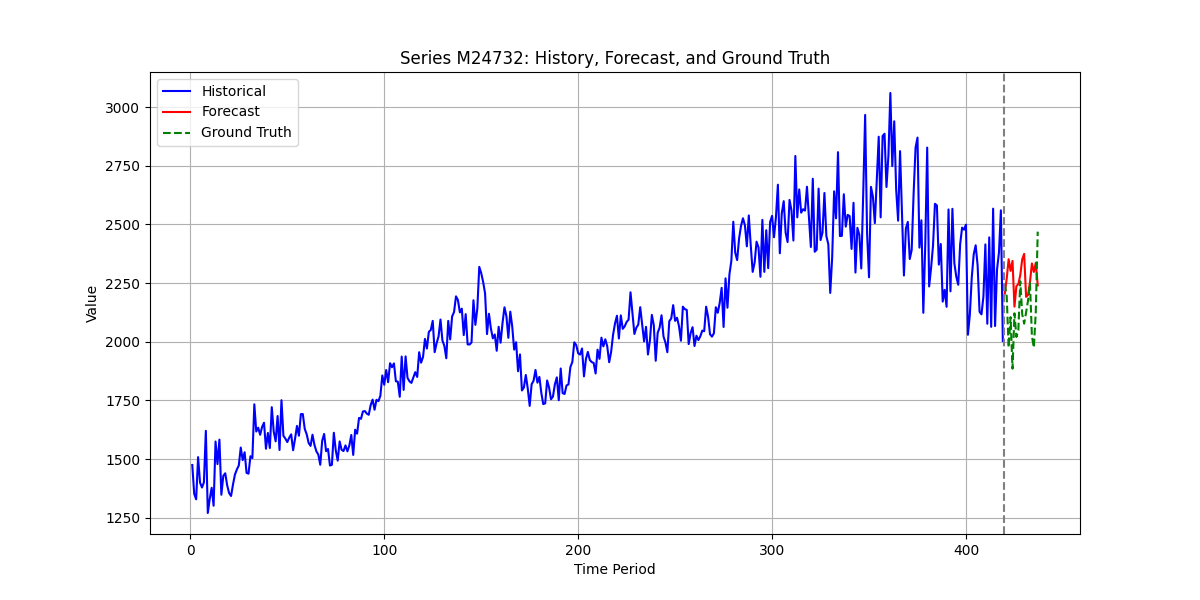 Series M24732: History, Forecast, and Ground Truth
Historical
Forecast
Ground Truth
3000
2750
2500
2250
2000
1750
1500
1250
Value
0 100 200 300 400
Time Period